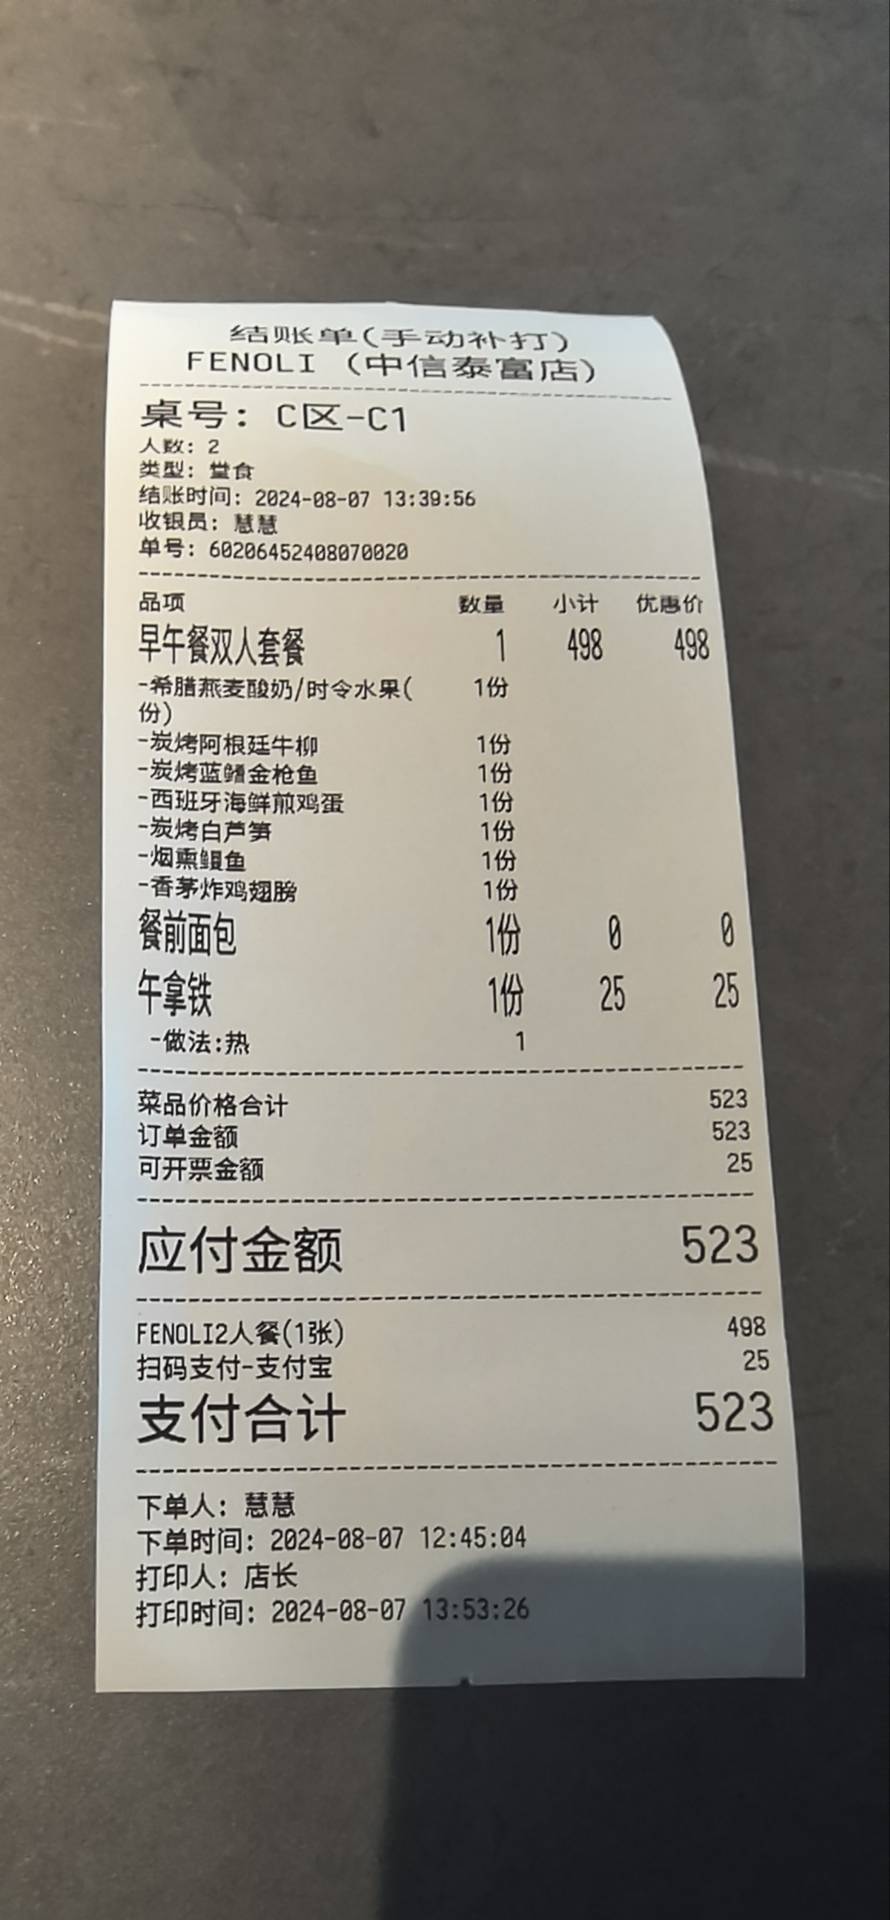 结账单(手动补打)
FENOLI (中信泰富店)
桌号: C区-C1
人数: 2
类型: 堂食
结账时间: 2024-08-07 13:39:56
收银员: 慧慧
单号: 602064524080070020
品项 数量 小计 优惠价
早午餐双人套餐 1 498 498
-希腊燕麦酸奶/时令水果( 1份
份)
-炭烤阿根廷牛柳 1份
-炭烤蓝鳍金枪鱼 1份
-西班牙海鲜煎鸡蛋 1份
-炭烤白芦笋 1份
-烟熏鳗鱼 1份
-香茅炸鸡翅膀 1份
餐前面包 1份 0 0
午拿铁 1份 25 25
-做法:热 1
菜品价格合计 523
订单金额 523
可开票金额 25
应付金额 523
FENOLI2人餐(1张) 498
扫码支付-支付宝 25
支付合计 523
下单人: 慧慧
下单时间: 2024-08-07 12:45:04
打印人: 店长
打印时间: 2024-08-07 13:53:26